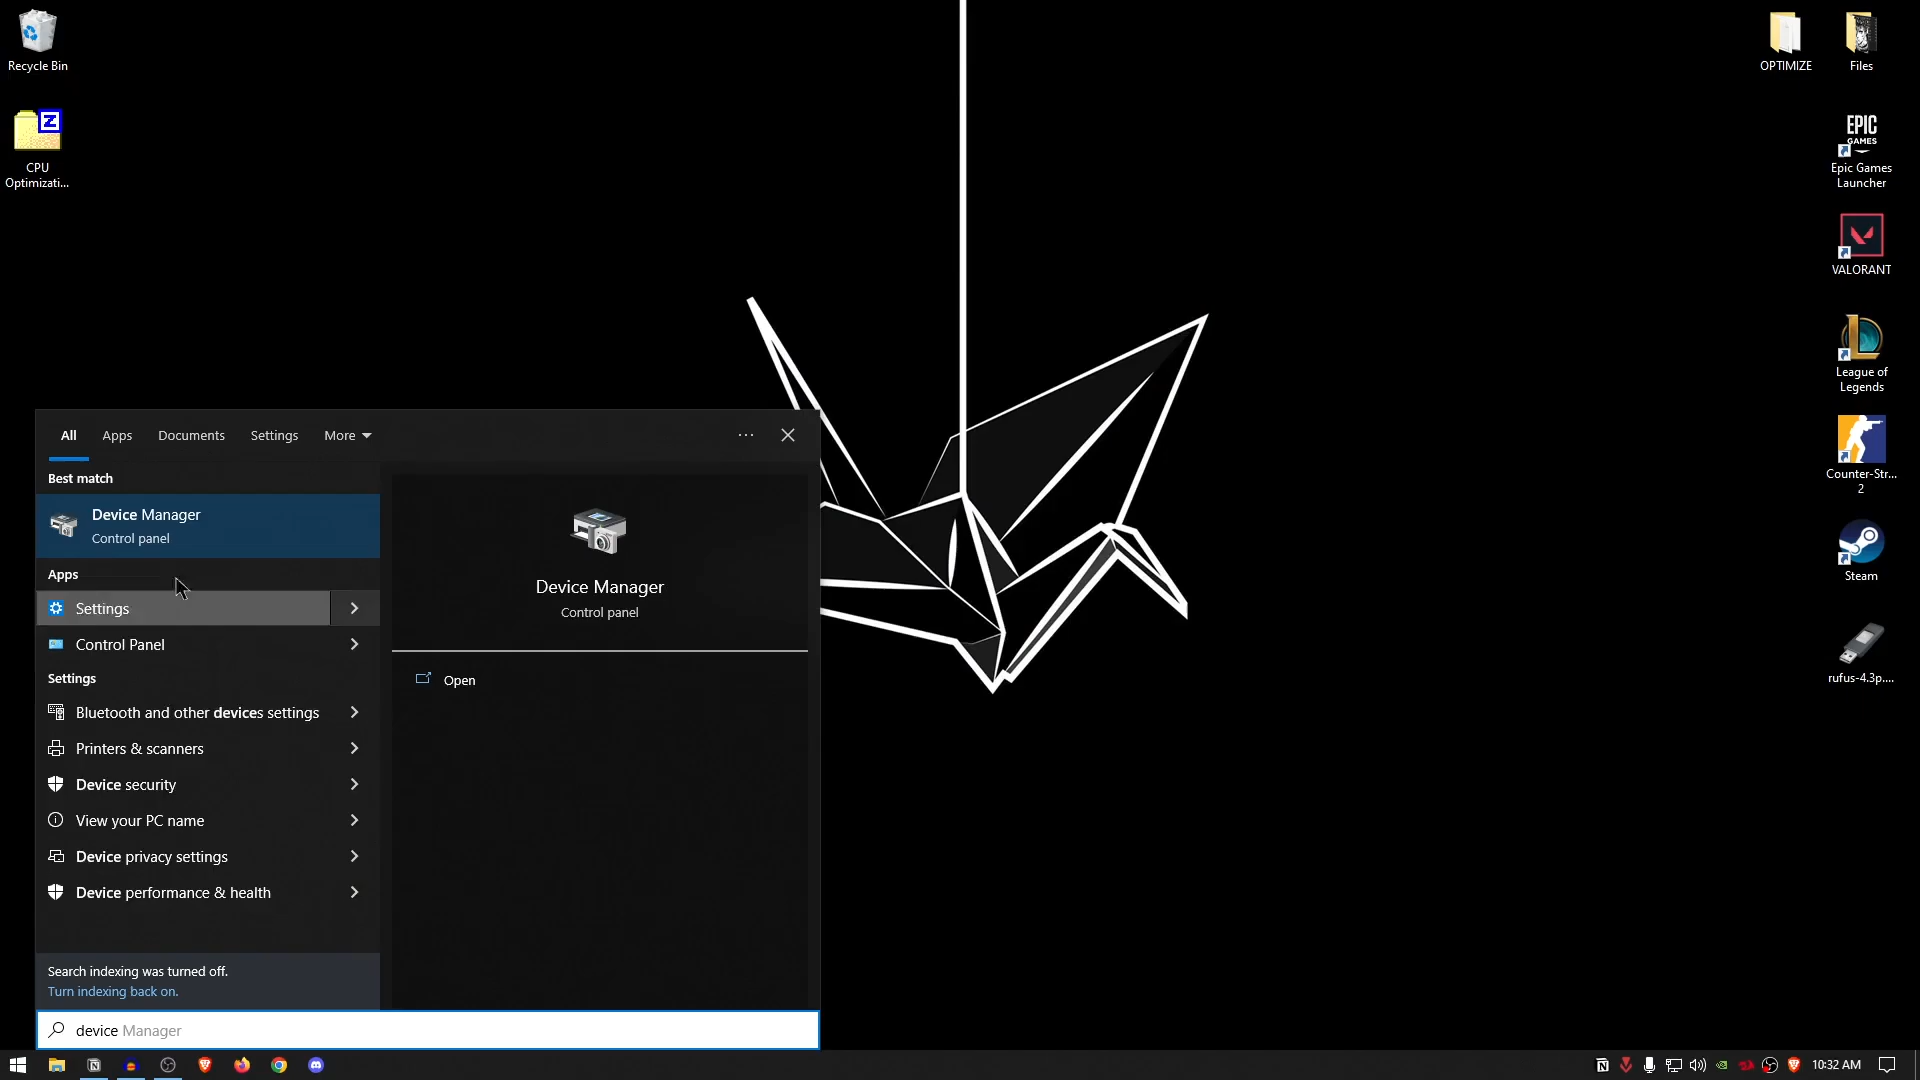 Recycle Bin
CPU
Optimizati...
OPTIMIZE
Files
EPIC
GAMES
Epic Games
Launcher
VALORANT
League of
Legends
Counter-Str...
2
Steam
rufus-4.3p....
All
Apps
Documents
Settings
More
Best match
Device Manager
Control panel
Apps
Settings
Control Panel
Settings
Bluetooth and other devices settings
Printers & scanners
Device security
View your PC name
Device privacy settings
Device performance & health
Search indexing was turned off.
Turn indexing back on.
Device Manager
Control panel
Open
device Manager
10:32 AM